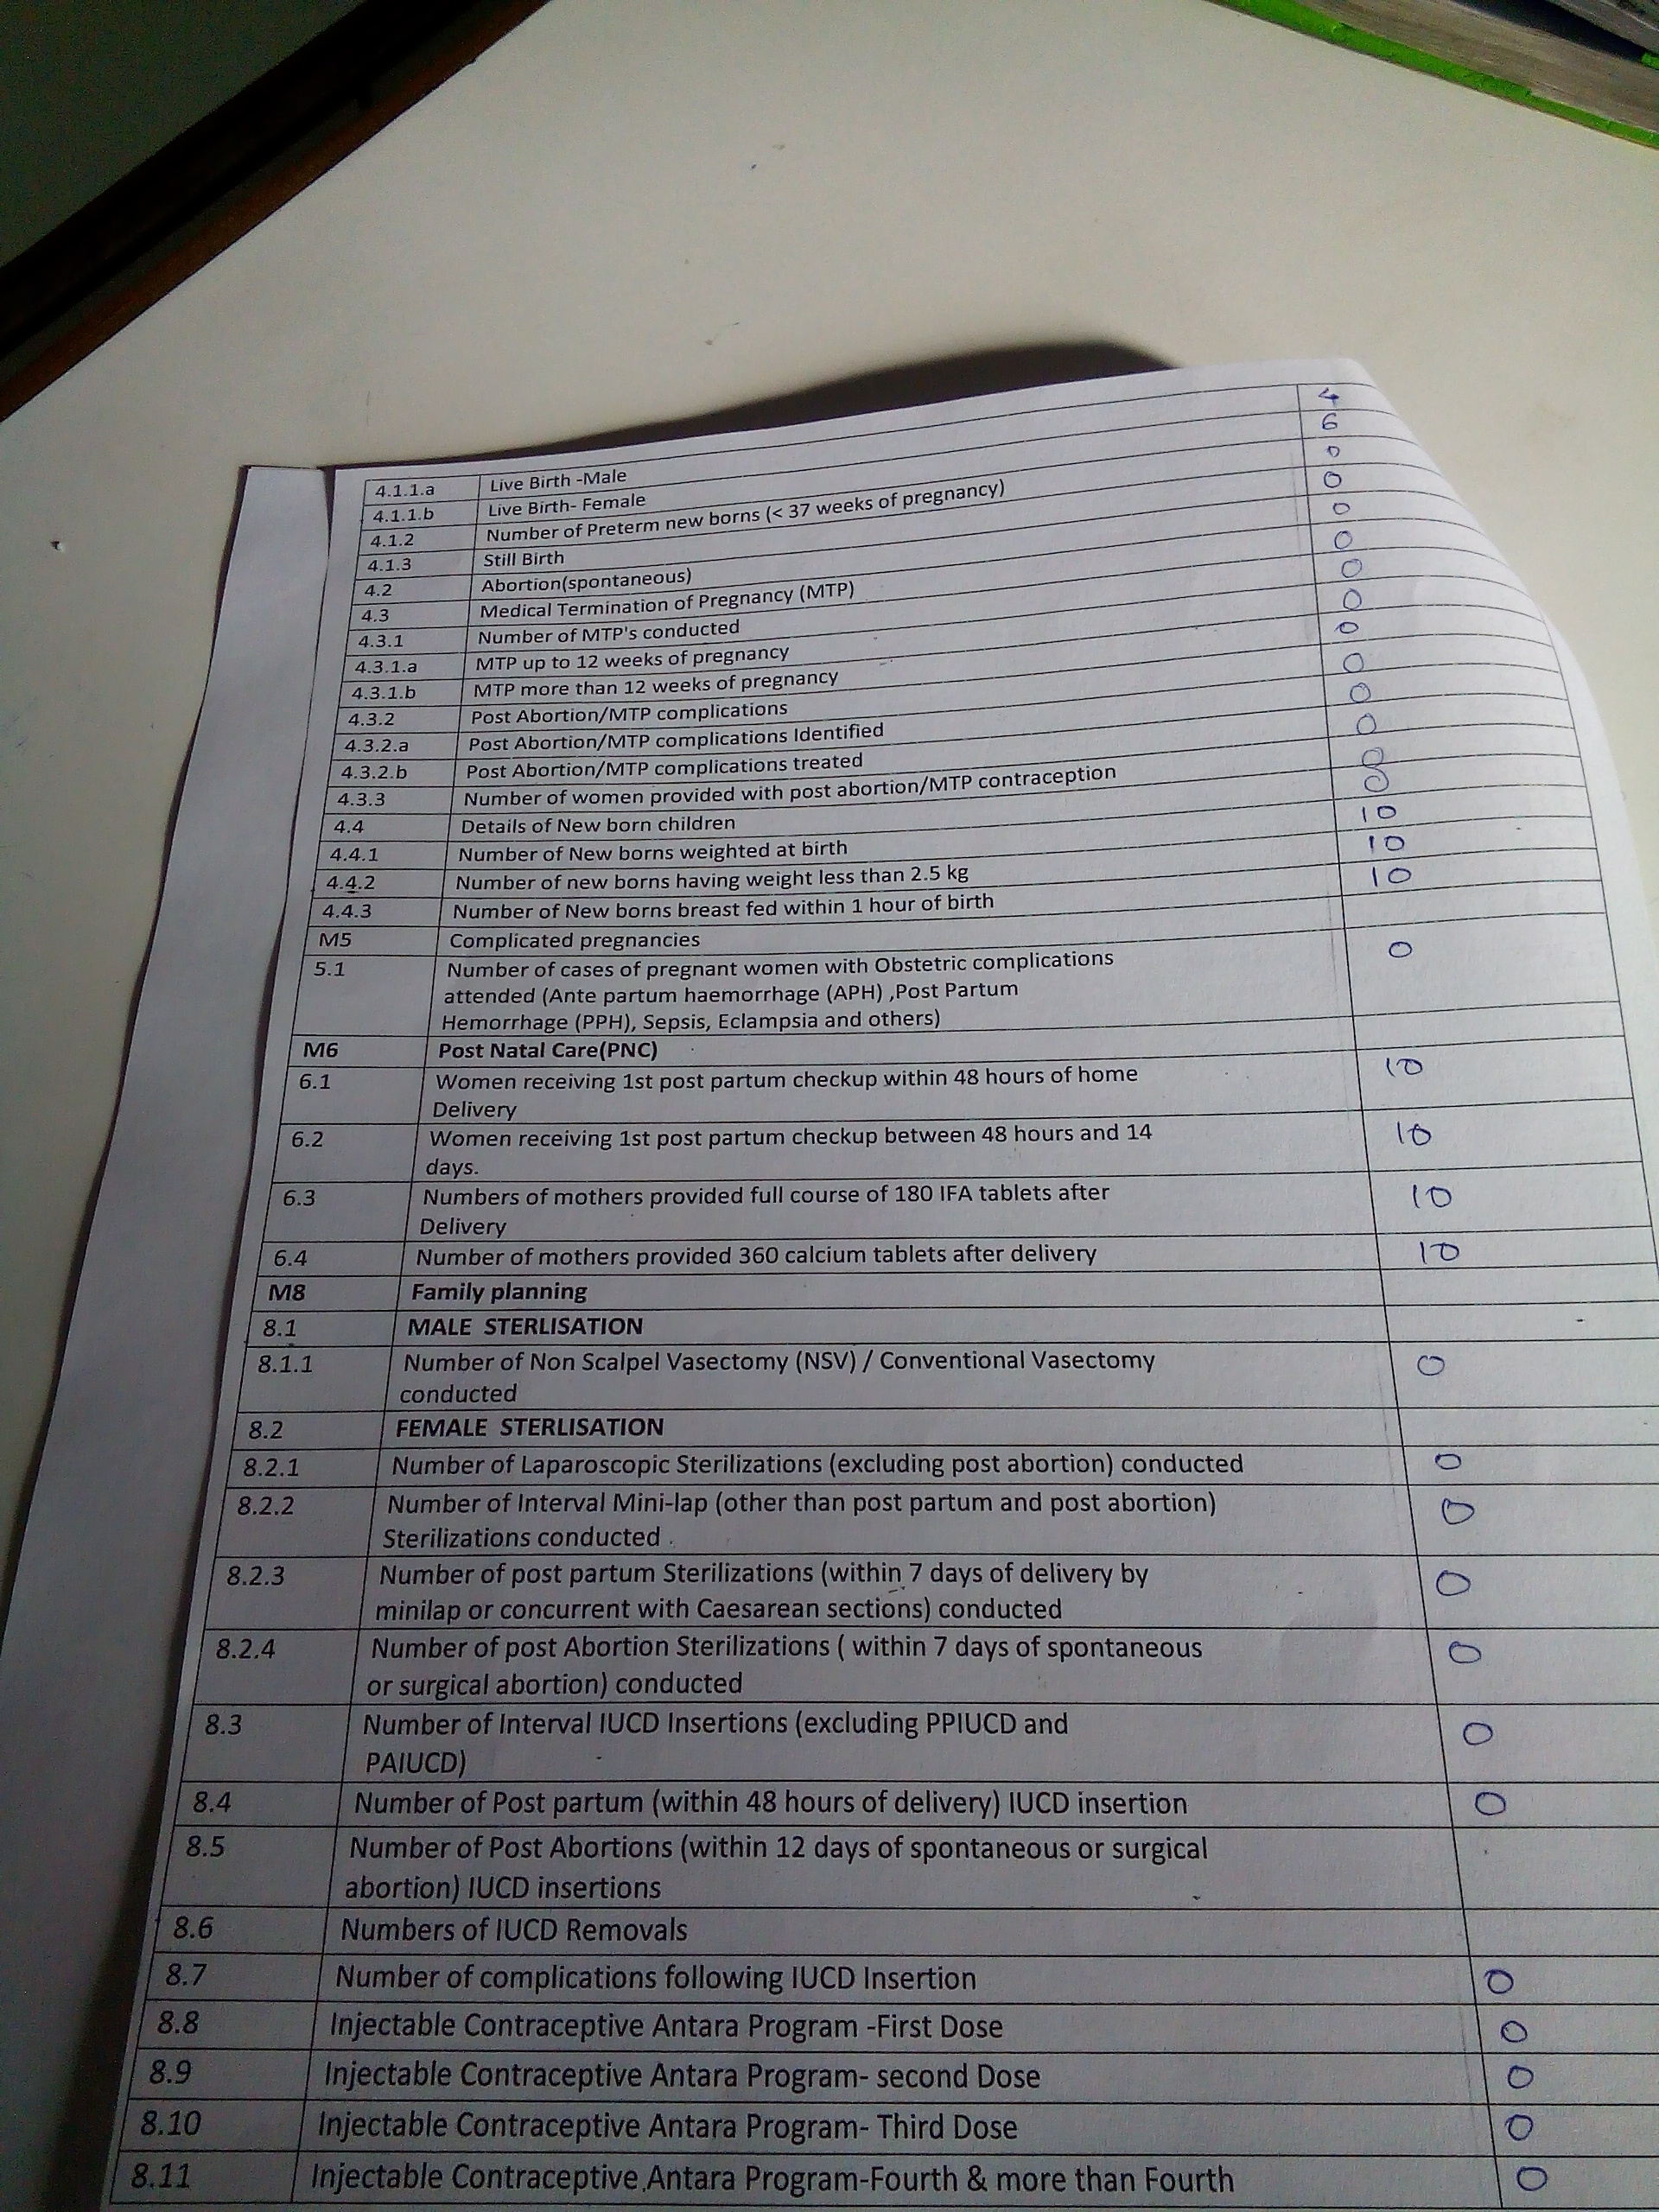 4.1.1.a Live Birth -Male 4
4.1.1.b Live Birth- Female 6
4.1.2 Number of Preterm new borns (< 37 weeks of pregnancy) 0
4.1.3 Still Birth 0
4.2 Abortion(spontaneous) 0
4.3 Medical Termination of Pregnancy (MTP) 0
4.3.1 Number of MTP's conducted 0
4.3.1.a MTP up to 12 weeks of pregnancy 0
4.3.1.b MTP more than 12 weeks of pregnancy 0
4.3.2 Post Abortion/MTP complications 0
4.3.2.a Post Abortion/MTP complications Identified 0
4.3.2.b Post Abortion/MTP complications treated 0
4.3.3 Number of women provided with post abortion/MTP contraception 0
4.4 Details of New born children 0
4.4.1 Number of New borns weighted at birth 10
4.4.2 Number of new borns having weight less than 2.5 kg 10
4.4.3 Number of New borns breast fed within 1 hour of birth 10
M5 Complicated pregnancies
5.1 Number of cases of pregnant women with Obstetric complications 0
attended (Ante partum haemorrhage (APH) ,Post Partum
Hemorrhage (PPH), Sepsis, Eclampsia and others)
M6 Post Natal Care(PNC)
6.1 Women receiving 1st post partum checkup within 48 hours of home 10
Delivery
6.2 Women receiving 1st post partum checkup between 48 hours and 14 10
days.
6.3 Numbers of mothers provided full course of 180 IFA tablets after 10
Delivery
6.4 Number of mothers provided 360 calcium tablets after delivery 10
M8 Family planning
8.1 MALE STERLISATION
8.1.1 Number of Non Scalpel Vasectomy (NSV) / Conventional Vasectomy 0
conducted
8.2 FEMALE STERLISATION
8.2.1 Number of Laparoscopic Sterilizations (excluding post abortion) conducted 0
8.2.2 Number of Interval Mini-lap (other than post partum and post abortion) 0
Sterilizations conducted .
8.2.3 Number of post partum Sterilizations (within 7 days of delivery by 0
minilap or concurrent with Caesarean sections) conducted
8.2.4 Number of post Abortion Sterilizations ( within 7 days of spontaneous 0
or surgical abortion) conducted
8.3 Number of Interval IUCD Insertions (excluding PPIUCD and 0
PAIUCD)
8.4 Number of Post partum (within 48 hours of delivery) IUCD insertion 0
8.5 Number of Post Abortions (within 12 days of spontaneous or surgical
abortion) IUCD insertions
8.6 Numbers of IUCD Removals
8.7 Number of complications following IUCD Insertion 0
8.8 Injectable Contraceptive Antara Program -First Dose 0
8.9 Injectable Contraceptive Antara Program- second Dose 0
8.10 Injectable Contraceptive Antara Program- Third Dose 0
8.11 Injectable Contraceptive Antara Program-Fourth & more than Fourth 0